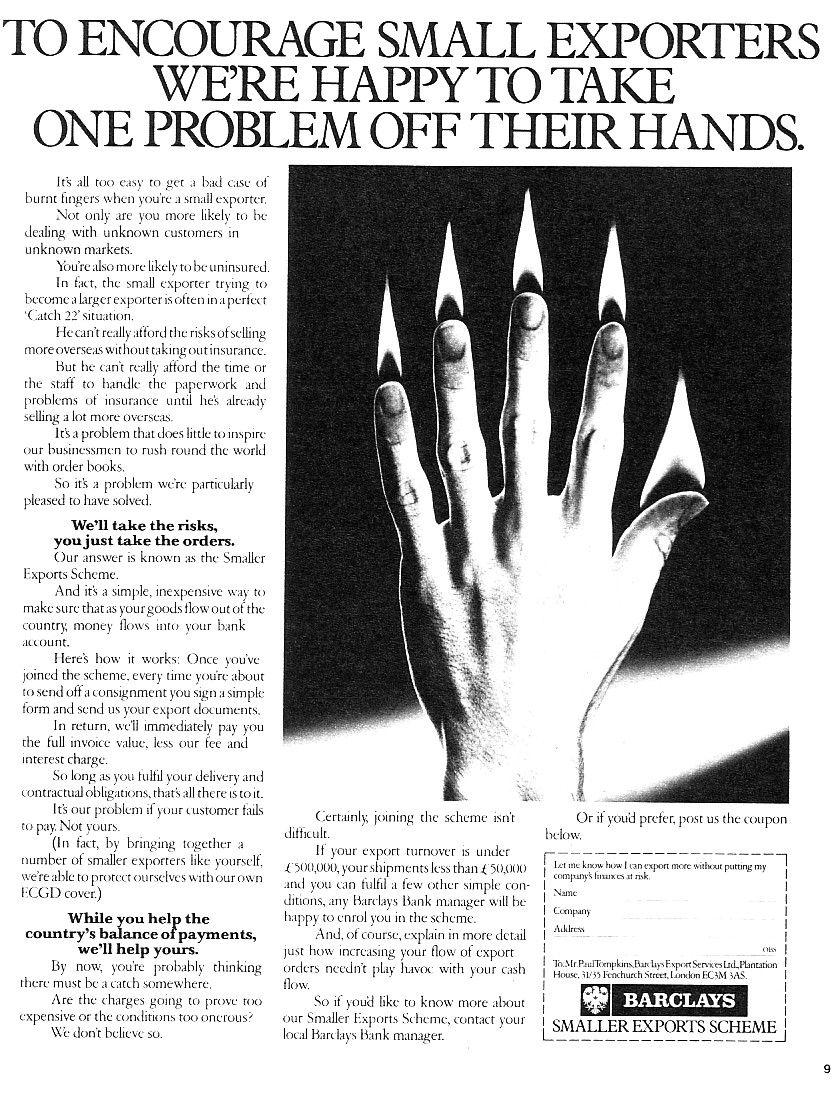 TO ENCOURAGE SMALL EXPORTERS
WE'RE HAPPY TO TAKE
ONE PROBLEM OFF THEIR HANDS.
It's all too easy to get a bad case of
burnt fingers when you're a small exporter.
Not only are you more likely to be
dealing with unknown customers in
unknown markets.
You're also more likely to be uninsured.
In fact, the small exporter trying to
become a larger exporter is often in a perfect
'Catch 22' situation.
He can't really afford the risks of selling
more overseas without taking out insurance.
But he can't really afford the time or
the staff to handle the paperwork and
problems of insurance until he's already
selling a lot more overseas.
It's a problem that does little to inspire
our businessmen to rush round the world
with order books.
So it's a problem we're particularly
pleased to have solved.
We'll take the risks,
you just take the orders.
Our answer is known as the Smaller
Exports Scheme.
And it's a simple, inexpensive way to
make sure that as your goods flow out of the
country, money flows into your bank
account.
Here's how it works: Once you've
joined the scheme, every time you're about
to send off a consignment you sign a simple
form and send us your export documents.
In return, we'll immediately pay you
the full invoice value, less our fee and
interest charge.
So long as you fulfil your delivery and
contractual obligations, that's all there is to it.
It's our problem if your customer fails
to pay. Not yours.
(In fact, by bringing together a
number of smaller exporters like yourself,
we're able to protect ourselves with our own
ECGD cover.)
While you help the
country's balance of payments,
we'll help yours.
By now, you're probably thinking
there must be a catch somewhere.
Are the charges going to prove too
expensive or the conditions too onerous?
We don't believe so.
Certainly, joining the scheme isn't
difficult.
If your export turnover is under
£500,000, your shipments less than £50,000
and you can fulfil a few other simple con-
ditions, any Barclays Bank manager will be
happy to enrol you in the scheme.
And, of course, explain in more detail
just how increasing your flow of export
orders needn't play havoc with your cash
flow.
So if you'd like to know more about
our Smaller Exports Scheme, contact your
local Barclays Bank manager.
Or if you'd prefer, post us the coupon
below.
Let me know how I can export more without putting my
company's finances at risk.
Name
Company
Address
OBS
To: Mr. Paul Tompkins, Barclays Export Services Ltd., Plantation
House, 31/35 Fenchurch Street, London EC3M 3AS.
BARCLAYS
SMALLER EXPORTS SCHEME
9